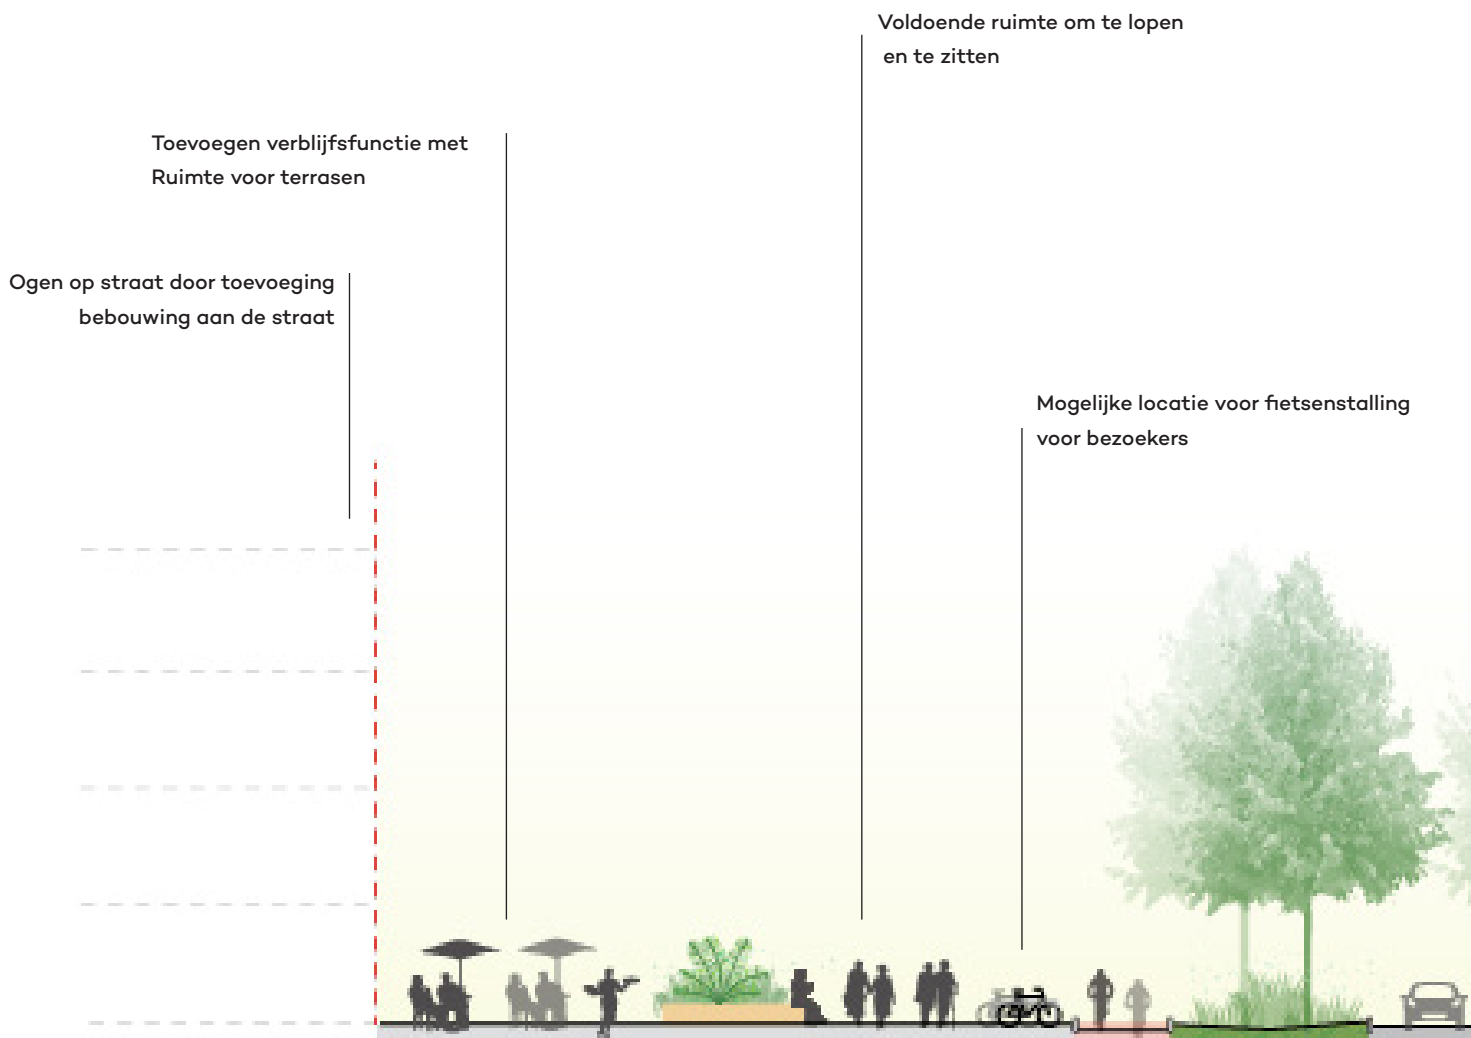 Voldoende ruimte om te lopen
en te zitten
Toevoegen verblijfsfunctie met
Ruimte voor terrasen
Ogen op straat door toevoeging
bebouwing aan de straat
Mogelijke locatie voor fietsenstalling
voor bezoekers